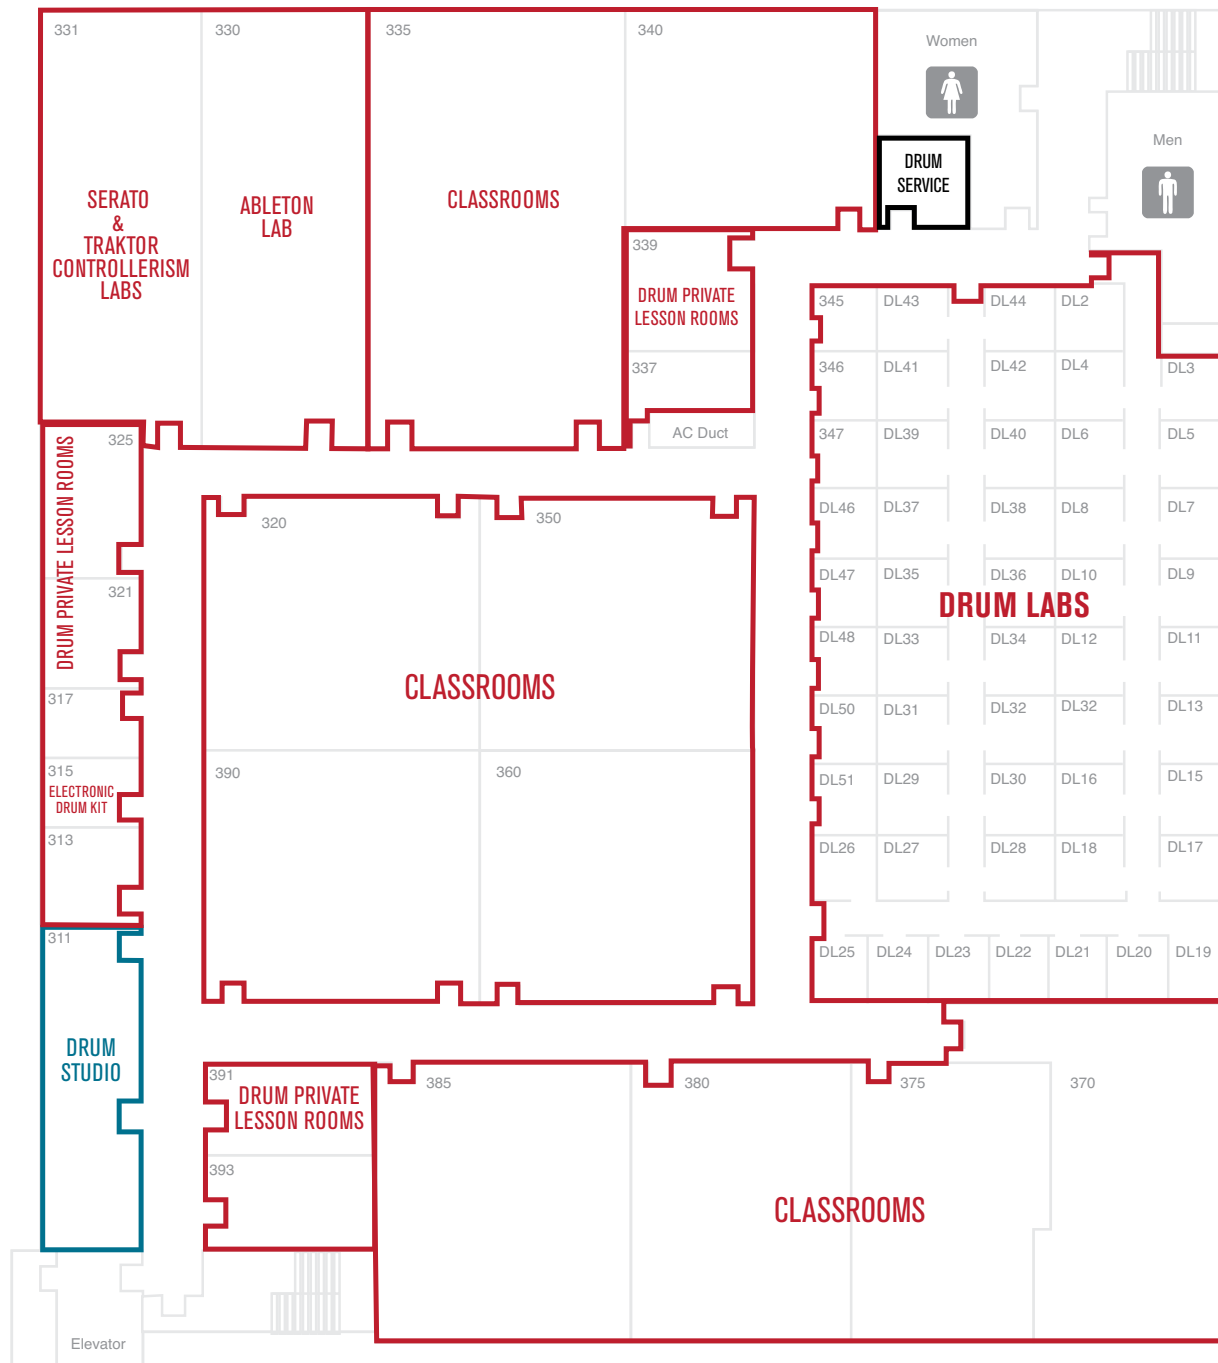 331
330
335
340
Women
Men
DRUM
SERVICE
SERATO
&
TRAKTOR
CONTROLLERISM
LABS
ABLETON
LAB
CLASSROOMS
339
DRUM PRIVATE
LESSON ROOMS
337
AC Duct
345 DL43 DL44 DL2
346 DL41 DL42 DL4 DL3
347 DL39 DL40 DL6 DL5
DL46 DL37 DL38 DL8 DL7
DL47 DL35 DL36 DL10 DL9
DRUM LABS
DL48 DL33 DL34 DL12 DL11
DL50 DL31 DL32 DL32 DL13
DL51 DL29 DL30 DL16 DL15
DL26 DL27 DL28 DL18 DL17
DL25 DL24 DL23 DL22 DL21 DL20 DL19
325
DRUM PRIVATE LESSON ROOMS
321
317
315
ELECTRONIC
DRUM KIT
313
320
350
CLASSROOMS
390
360
311
DRUM
STUDIO
391
DRUM PRIVATE
LESSON ROOMS
393
385
380
375
370
CLASSROOMS
Elevator